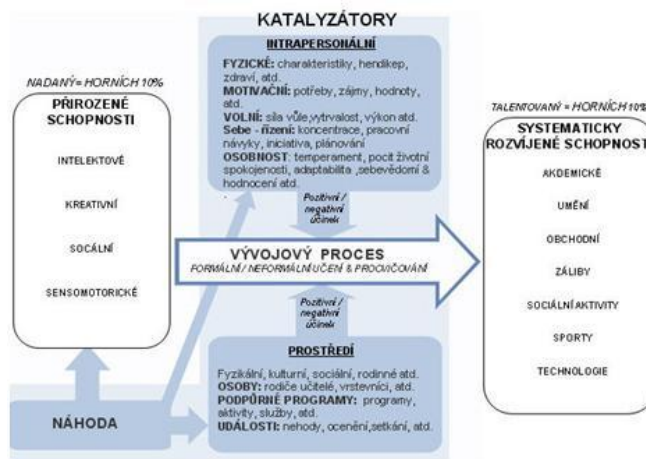 KATALYZÁTORY
INTRAPERSONÁLNÍ
FYZICKÉ: charakteristiky, hendikep,
zdraví, atd.
MOTIVAČNÍ: potřeby, zájmy, hodnoty,
atd.
VOLNÍ: síla vůle,vytrvalost, výkon atd.
Sebe - řízení: koncentrace, pracovní
návyky, iniciativa, plánování
OSOBNOST: temperament, pocit životní
spokojenosti, adaptabilita ,sebevědomí &
hodnocení atd.
.
NADANÝ= HORNÍCH 10%
PŘIROZENÉ
SCHOPNOSTI
INTELEKTOVÉ
KREATIVNÍ
SOCÁLNÍ
SENSOMOTORICKÉ
Pozitivní /
negativní
účinek
VÝVOJOVÝ PROCES
FORMÁLNÍ / NEFORMÁLNÍ UČENÍ & PROCVIČOVÁNÍ
Pozitivní /
negativní
účinek
TALENTOVANÝ = HORNÍCH 10%
SYSTEMATICKY
ROZVÍJENÉ SCHOPNOST
AKDEMICKÉ
UMĚNÍ
OBCHODNÍ
ZÁLIBY
SOCIÁLNÍ AKTIVITY
SPORTY
TECHNOLOGIE
PROSTŘEDÍ
Fyzikální, kulturní, sociální, rodinné atd.
OSOBY: rodiče učitelé, vrstevníci, atd.
PODPŮRNÉ PROGRAMY: programy,
aktivity, služby, atd.
UDÁLOSTI: nehody, ocenění,setkání, atd.
NÁHODA